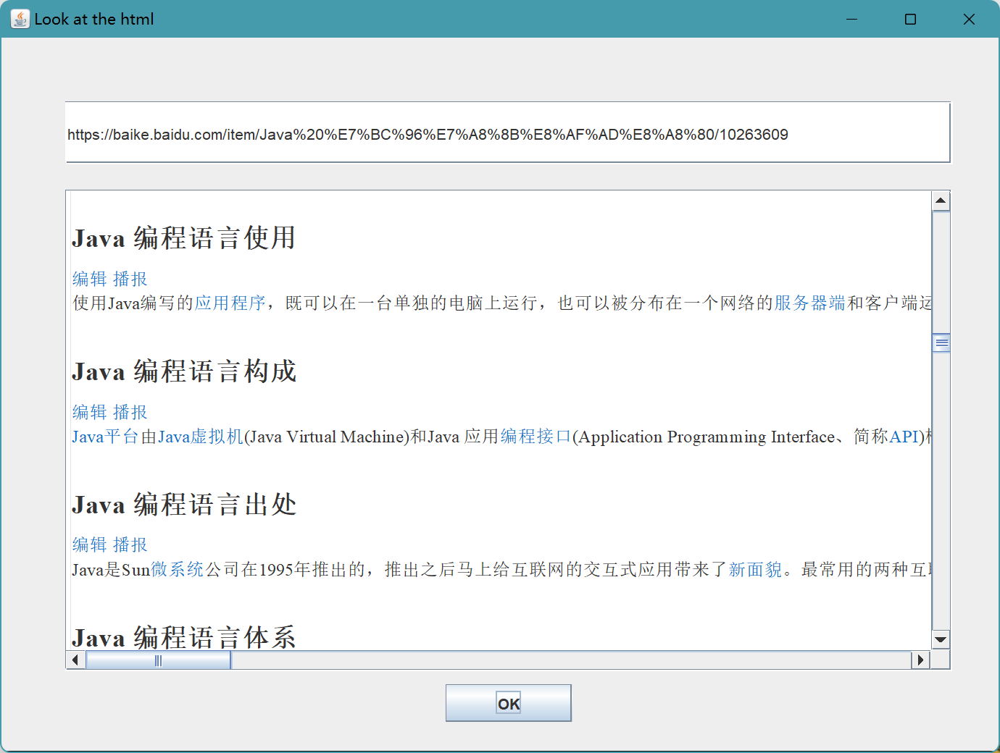 Look at the html
https://baike.baidu.com/item/Java%20%E7%BC%96%E7%A8%8B%E8%AF%AD%E8%A8%80/10263609
Java 编程语言使用
编辑 播报
使用Java编写的应用程序，既可以在一台单独的电脑上运行，也可以被分布在一个网络的服务器端和客户端运
Java 编程语言构成
编辑 播报
Java平台由Java虚拟机(Java Virtual Machine)和Java 应用编程接口(Application Programming Interface、简称API)
Java 编程语言出处
编辑 播报
Java是Sun微系统公司在1995年推出的，推出之后马上给互联网的交互式应用带来了新面貌。最常用的两种互
Java 编程语言体系
OK